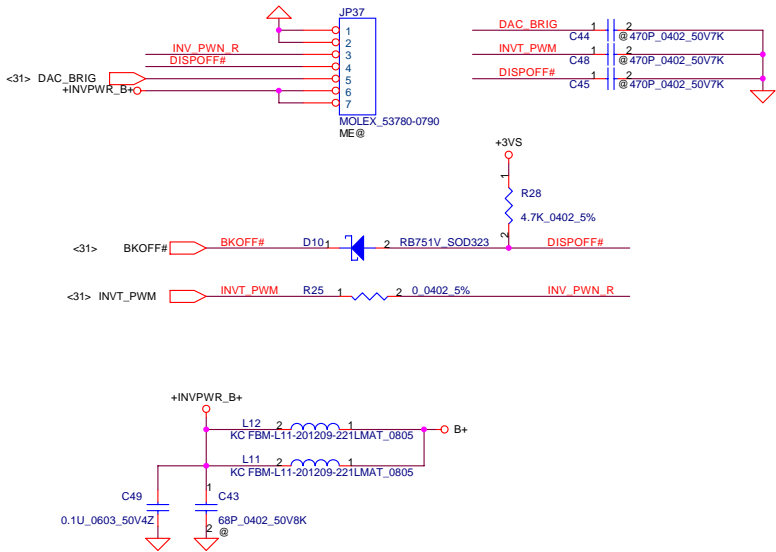 JP37
1
2
INV_PWN_R 3
DISPOFF# 4
<31> DAC_BRIG 5
+INVPWR_B+ 6
7
MOLEX_53780-0790
ME@
DAC_BRIG 1 2
C44 @ 470P_0402_50V7K
INVT_PWM 1 2
C48 @ 470P_0402_50V7K
DISPOFF# 1 2
C45 @ 470P_0402_50V7K
+3VS
1
R28
4.7K_0402_5%
2
<31> BKOFF# BKOFF# D10 1 2 RB751V_SOD323 DISPOFF#
<31> INVT_PWM INVT_PWM R25 1 2 0_0402_5% INV_PWN_R
+INVPWR_B+
L12 2 1 B+
KC FBM-L11-201209-221LMAT_0805
L11 2 1
KC FBM-L11-201209-221LMAT_0805
1
C49 C43
0.1U_0603_50V4Z 68P_0402_50V8K
2 @